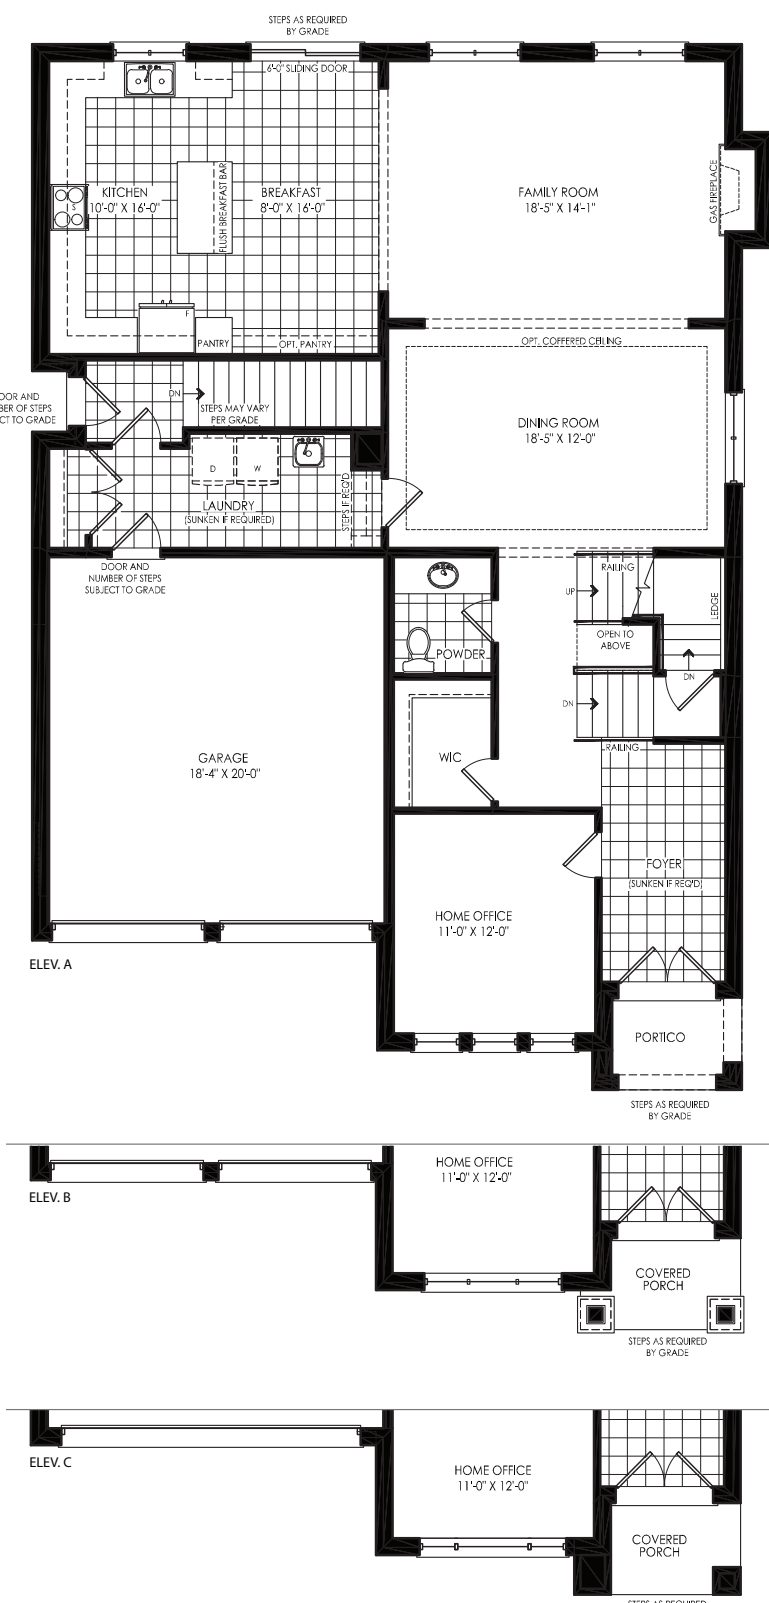 STEPS AS REQUIRED
BY GRADE
6'-0" SLIDING DOOR
KITCHEN
10'-0" X 16'-0"
S
FLUSH BREAKFAST BAR
BREAKFAST
8'-0" X 16'-0"
FAMILY ROOM
18'-5" X 14'-1"
GAS FIREPLACE
F
PANTRY
OPT. PANTRY
OPT. COFFERED CEILING
OOR AND
BER OF STEPS
CT TO GRADE
DN
STEPS MAY VARY
PER GRADE
DINING ROOM
18'-5" X 12'-0"
D
W
LAUNDRY
(SUNKEN IF REQUIRED)
STEPS IF REQ'D
DOOR AND
NUMBER OF STEPS
SUBJECT TO GRADE
RAILING
UP
LEDGE
OPEN TO
ABOVE
POWDER
DN
DN
RAILING
WIC
GARAGE
18'-4" X 20'-0"
FOYER
(SUNKEN IF REQ'D)
HOME OFFICE
11'-0" X 12'-0"
ELEV. A
PORTICO
STEPS AS REQUIRED
BY GRADE
HOME OFFICE
11'-0" X 12'-0"
ELEV. B
COVERED
PORCH
STEPS AS REQUIRED
BY GRADE
ELEV. C
HOME OFFICE
11'-0" X 12'-0"
COVERED
PORCH
STEPS AS REQUIRED